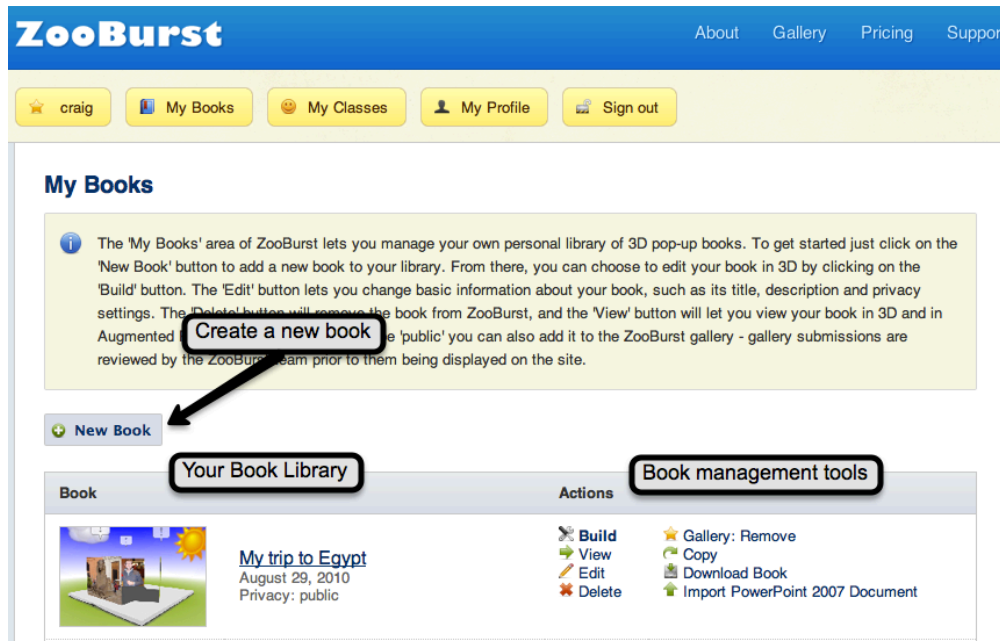 ZooBurst
About Gallery Pricing Suppor
craig My Books My Classes My Profile Sign out
My Books
The 'My Books' area of ZooBurst lets you manage your own personal library of 3D pop-up books. To get started just click on the
'New Book' button to add a new book to your library. From there, you can choose to edit your book in 3D by clicking on the
'Build' button. The 'Edit' button lets you change basic information about your book, such as its title, description and privacy
settings. The 'Delete' button will remove the book from ZooBurst, and the 'View' button will let you view your book in 3D and in
Augmented 'public' you can also add it to the ZooBurst gallery - gallery submissions are
reviewed by the ZooBurst team prior to them being displayed on the site.
Create a new book
New Book
Your Book Library
Book management tools
Book Actions
My trip to Egypt
August 29, 2010
Privacy: public
Build
View
Edit
Delete
Gallery: Remove
Copy
Download Book
Import PowerPoint 2007 Document